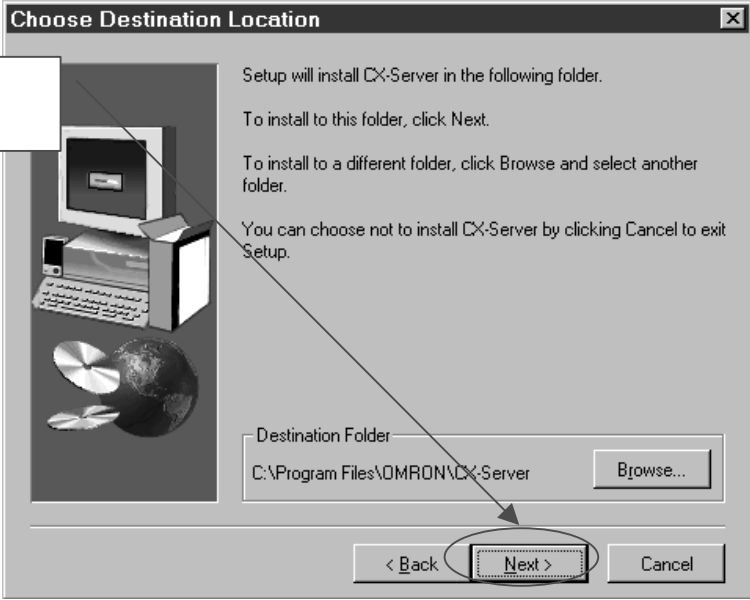 Choose Destination Location
Setup will install CX-Server in the following folder.
To install to this folder, click Next.
To install to a different folder, click Browse and select another
folder.
You can choose not to install CX-Server by clicking Cancel to exit
Setup.
Destination Folder
C:\Program Files\OMRON\CX-Server
Browse...
< Back
Next >
Cancel